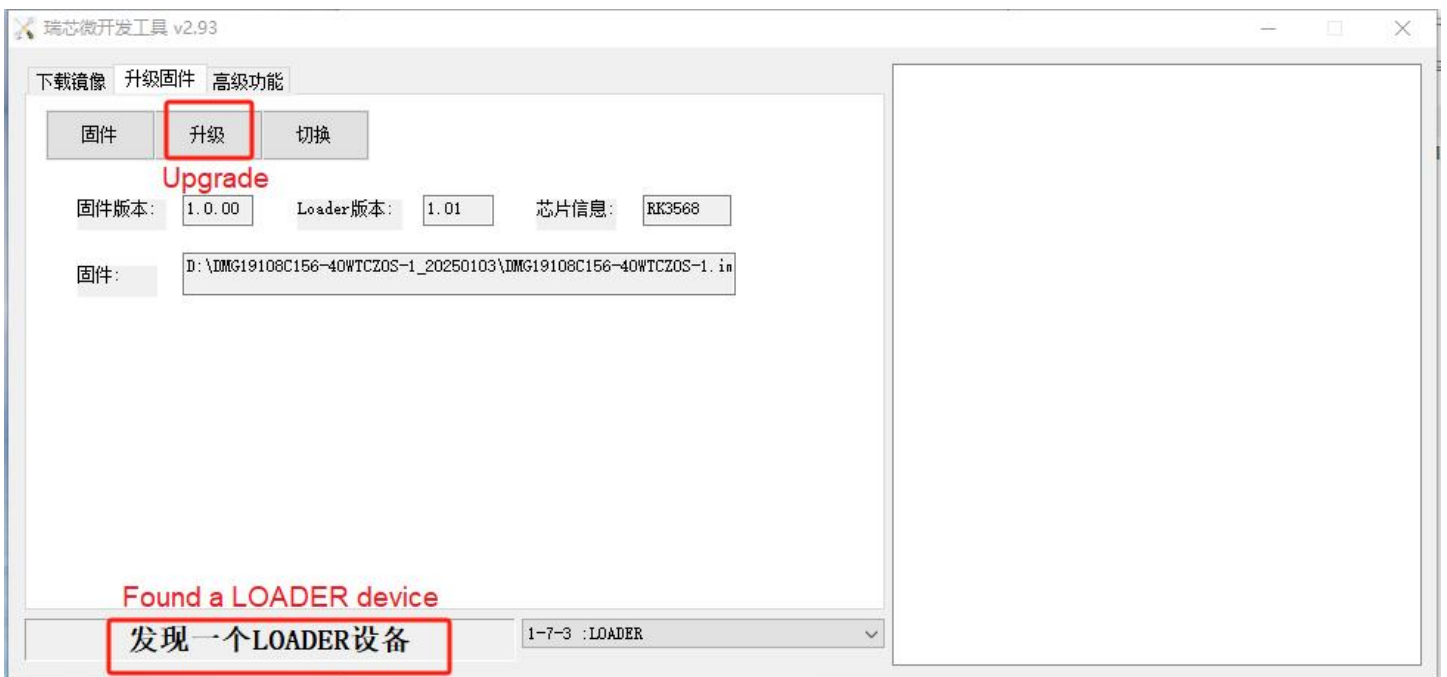 瑞芯微开发工具 v2.93
下载镜像 升级固件 高级功能
固件 升级 切换
Upgrade
固件版本: 1.0.00 Loader版本: 1.01 芯片信息: RK3568
固件: D:\DMG19108C156-40WTCZOS-1_20250103\DMG19108C156-40WTCZOS-1.im
Found a LOADER device
发现一个LOADER设备 1-7-3 :LOADER